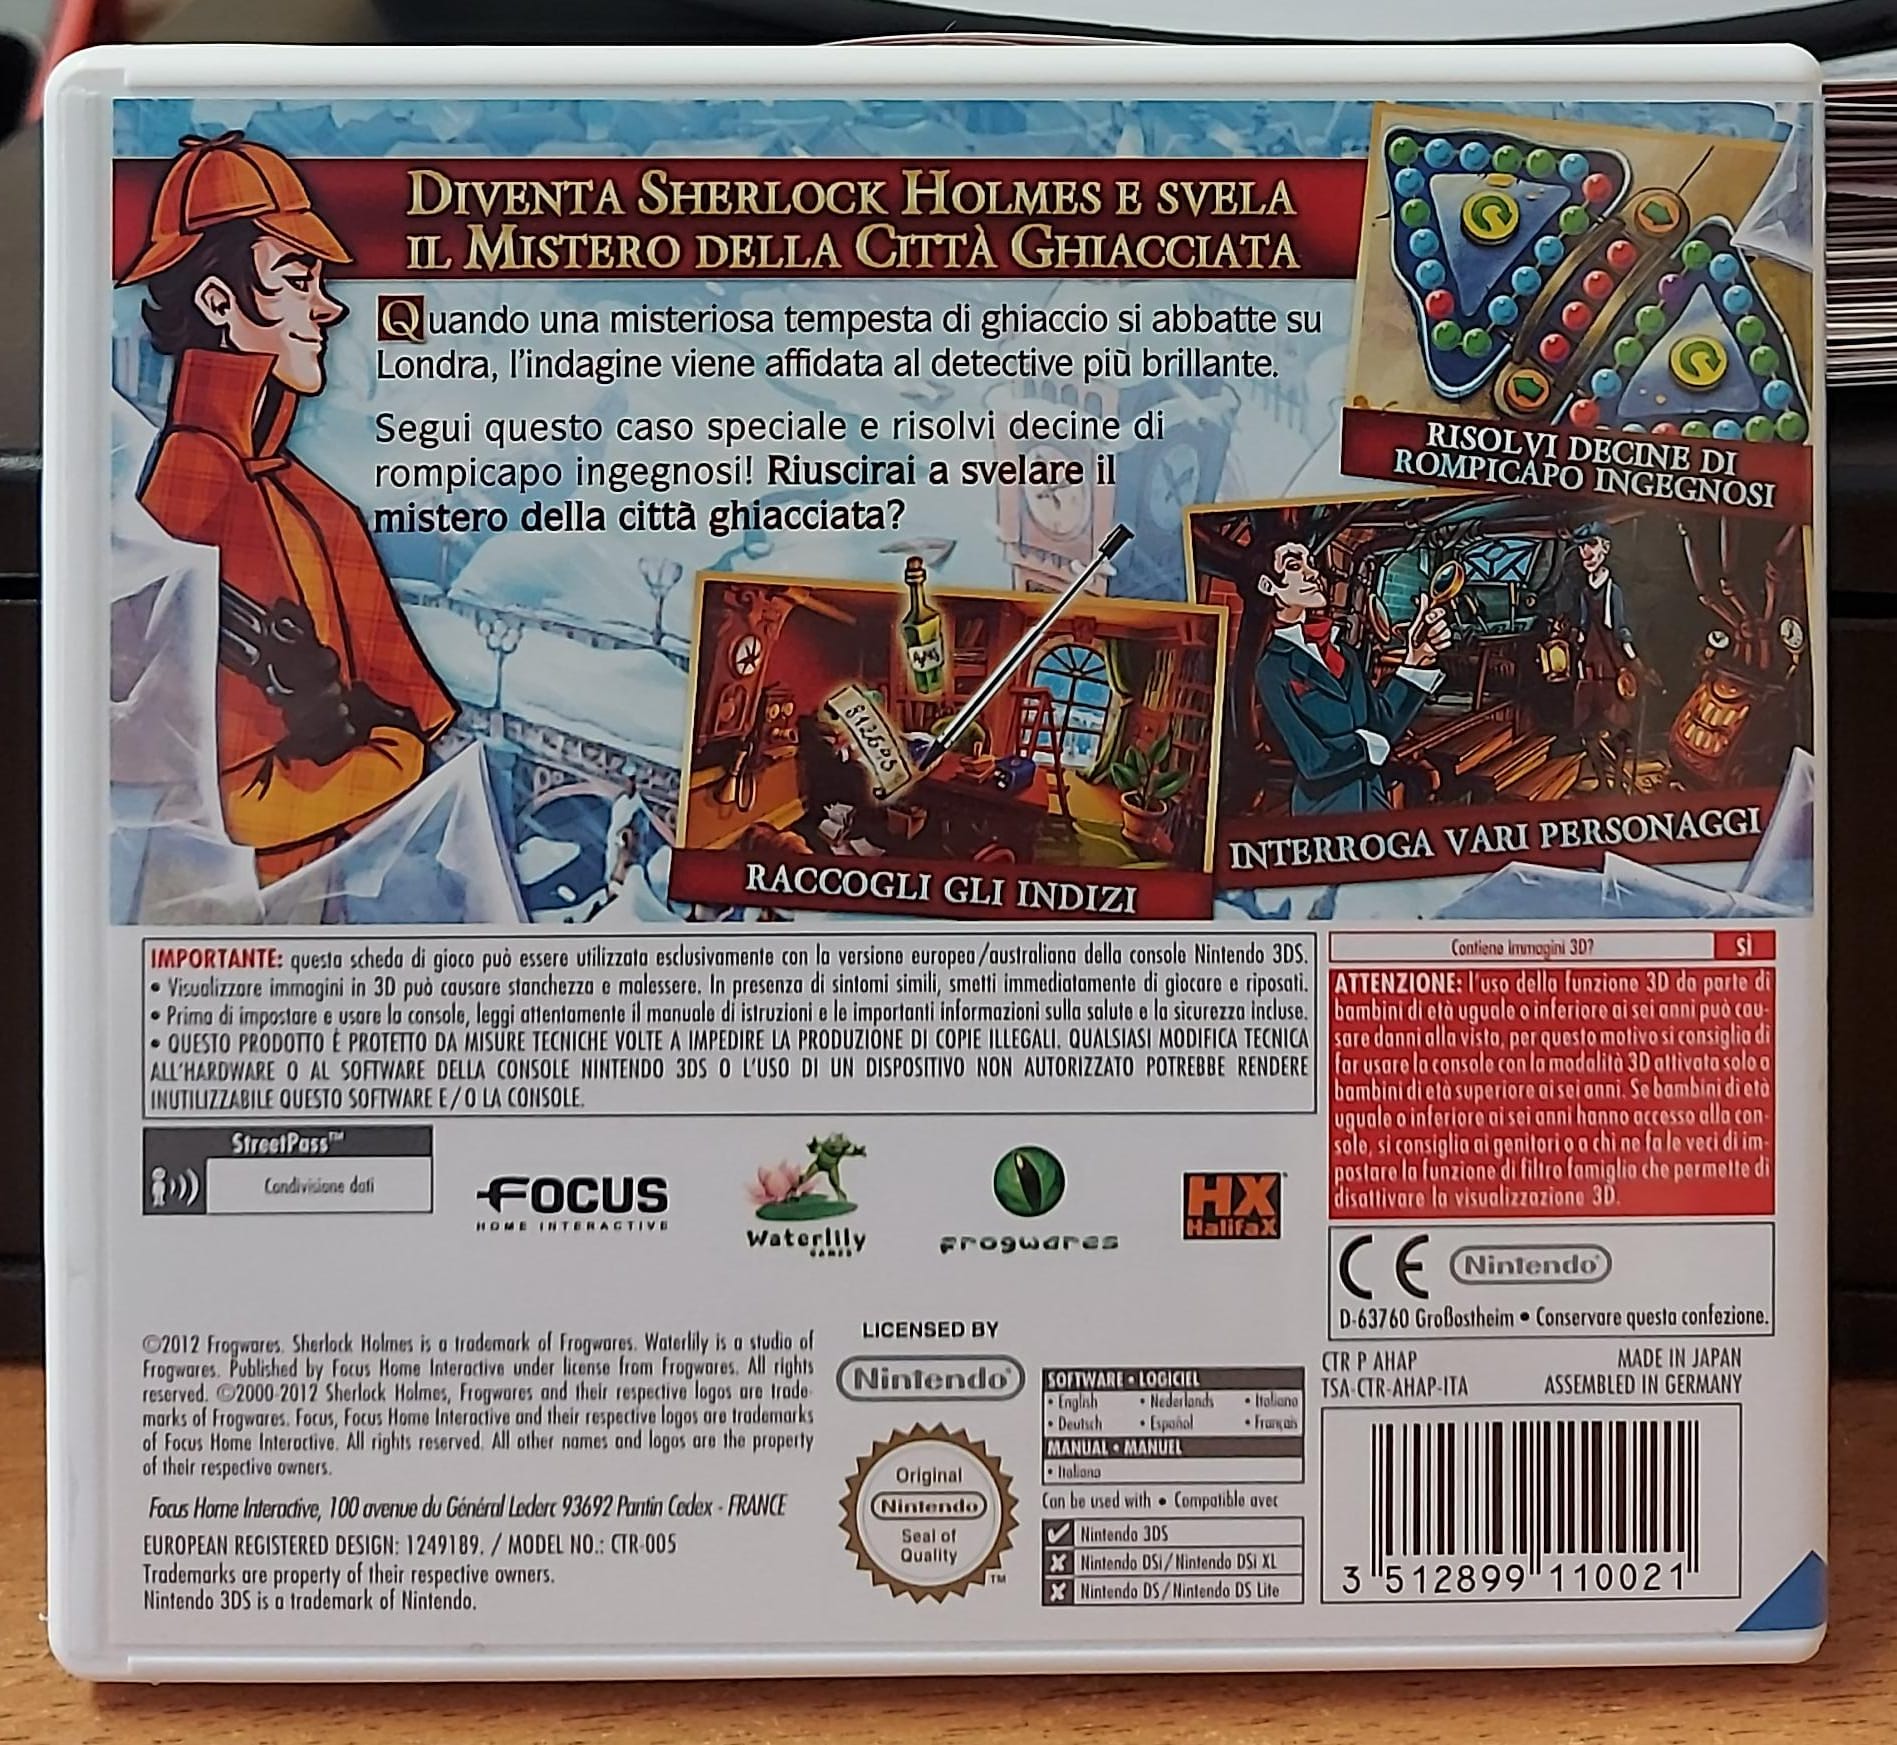 DIVENTA SHERLOCK HOLMES E SVELA
IL MISTERO DELLA CITTÀ GHIACCIATA
Quando una misteriosa tempesta di ghiaccio si abbatte su
Londra, l'indagine viene affidata al detective più brillante.
Segui questo caso speciale e risolvi decine di
rompicapo ingegnosi! Riuscirai a svelare il
mistero della città ghiacciata?
RISOLVI DECINE DI
ROMPICAPO INGEGNOSI
INTERROGA VARI PERSONAGGI
RACCOGLI GLI INDIZI
IMPORTANTE: questa scheda di gioco può essere utilizzata esclusivamente con la versione europea/australiana della console Nintendo 3DS.
• Visualizzare immagini in 3D può causare stanchezza e malessere. In presenza di sintomi simili, smetti immediatamente di giocare e riposati.
• Prima di impostare e usare la console, leggi attentamente il manuale di istruzioni e le importanti informazioni sulla salute e la sicurezza incluse.
• QUESTO PRODOTTO È PROTETTO DA MISURE TECNICHE VOLTE A IMPEDIRE LA PRODUZIONE DI COPIE ILLEGALI. QUALSIASI MODIFICA TECNICA
ALL'HARDWARE O AL SOFTWARE DELLA CONSOLE NINTENDO 3DS O L'USO DI UN DISPOSITIVO NON AUTORIZZATO POTREBBE RENDERE
INUTILIZZABILE QUESTO SOFTWARE E/O LA CONSOLE.
Contiene immagini 3D? SÌ
ATTENZIONE: l'uso della funzione 3D da parte di
bambini di età uguale o inferiore ai sei anni può cau-
sare danni alla vista, per questo motivo si consiglia di
far usare la console con la modalità 3D attivata solo a
bambini di età superiore ai sei anni. Se bambini di età
uguale o inferiore ai sei anni hanno accesso alla con-
sole, si consiglia ai genitori o a chi ne fa le veci di im-
postare la funzione di filtro famiglia che permette di
disattivare la visualizzazione 3D.
StreetPass™
Condivisione dati
FOCUS
HOME INTERACTIVE
Waterlily
GAMES
Frogwares
HX
HalifaX
CE Nintendo
D-63760 Großostheim • Conservare questa confezione.
©2012 Frogwares. Sherlock Holmes is a trademark of Frogwares. Waterlily is a studio of
Frogwares. Published by Focus Home Interactive under license from Frogwares. All rights
reserved. ©2000-2012 Sherlock Holmes, Frogwares and their respective logos are trade-
marks of Frogwares. Focus, Focus Home Interactive and their respective logos are trademarks
of Focus Home Interactive. All rights reserved. All other names and logos are the property
of their respective owners.
Focus Home Interactive, 100 avenue du Général Leclerc 93692 Pantin Cedex - FRANCE
EUROPEAN REGISTERED DESIGN: 1249189. / MODEL NO.: CTR-005
Trademarks are property of their respective owners.
Nintendo 3DS is a trademark of Nintendo.
LICENSED BY
Nintendo
Original
Nintendo
Seal of
Quality
TM
SOFTWARE • LOGICIEL
• English • Nederlands • Italiano
• Deutsch • Español • Français
MANUAL • MANUEL
• Italiano
Can be used with • Compatible avec
Nintendo 3DS
Nintendo DSi/Nintendo DSi XL
Nintendo DS/Nintendo DS Lite
CTR P AHAP
TSA-CTR-AHAP-ITA
MADE IN JAPAN
ASSEMBLED IN GERMANY
3 512899 110021